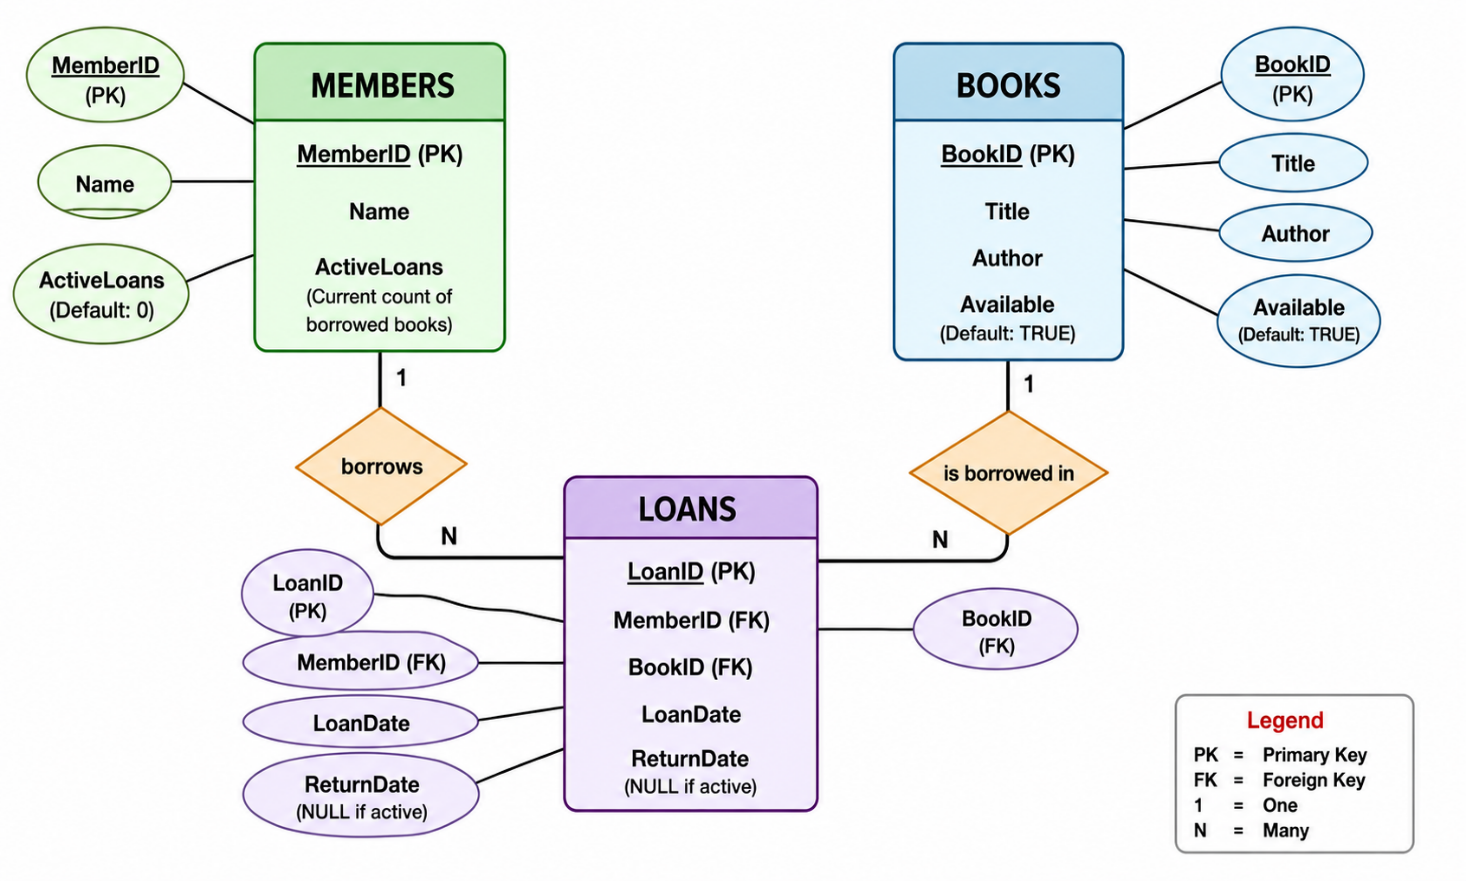 MemberID
(PK)
Name
ActiveLoans
(Default: 0)
MEMBERS
MemberID (PK)
Name
ActiveLoans
(Current count of
borrowed books)
BOOKS
BookID (PK)
Title
Author
Available
(Default: TRUE)
BookID
(PK)
Title
Author
Available
(Default: TRUE)
1
borrows
N
1
is borrowed in
N
LOANS
LoanID (PK)
MemberID (FK)
BookID (FK)
LoanDate
ReturnDate
(NULL if active)
LoanID
(PK)
MemberID (FK)
LoanDate
ReturnDate
(NULL if active)
BookID
(FK)
Legend
PK = Primary Key
FK = Foreign Key
1 = One
N = Many